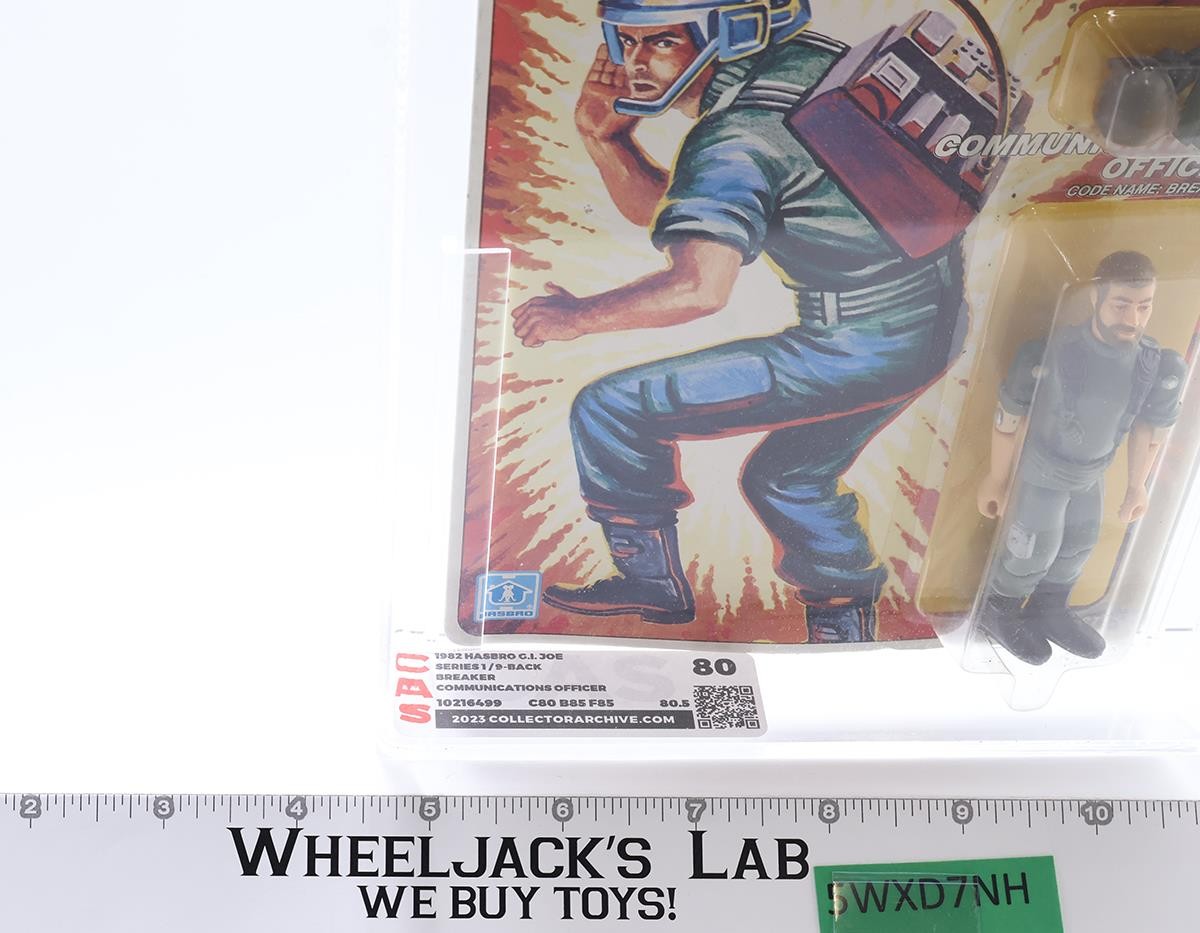 OFFIC
CODE NAME: BRE
HASBRO
CAS
1982 HASBRO G.I. JOE
SERIES 1 / 9-BACK
BREAKER
COMMUNICATIONS OFFICER
10216499 C80 B85 F85 80.5
80
2023 COLLECTORARCHIVE.COM
2 3 4 5 6 7 8 9 10
WHEELJACK'S LAB
WE BUY TOYS!
5WXD7NH